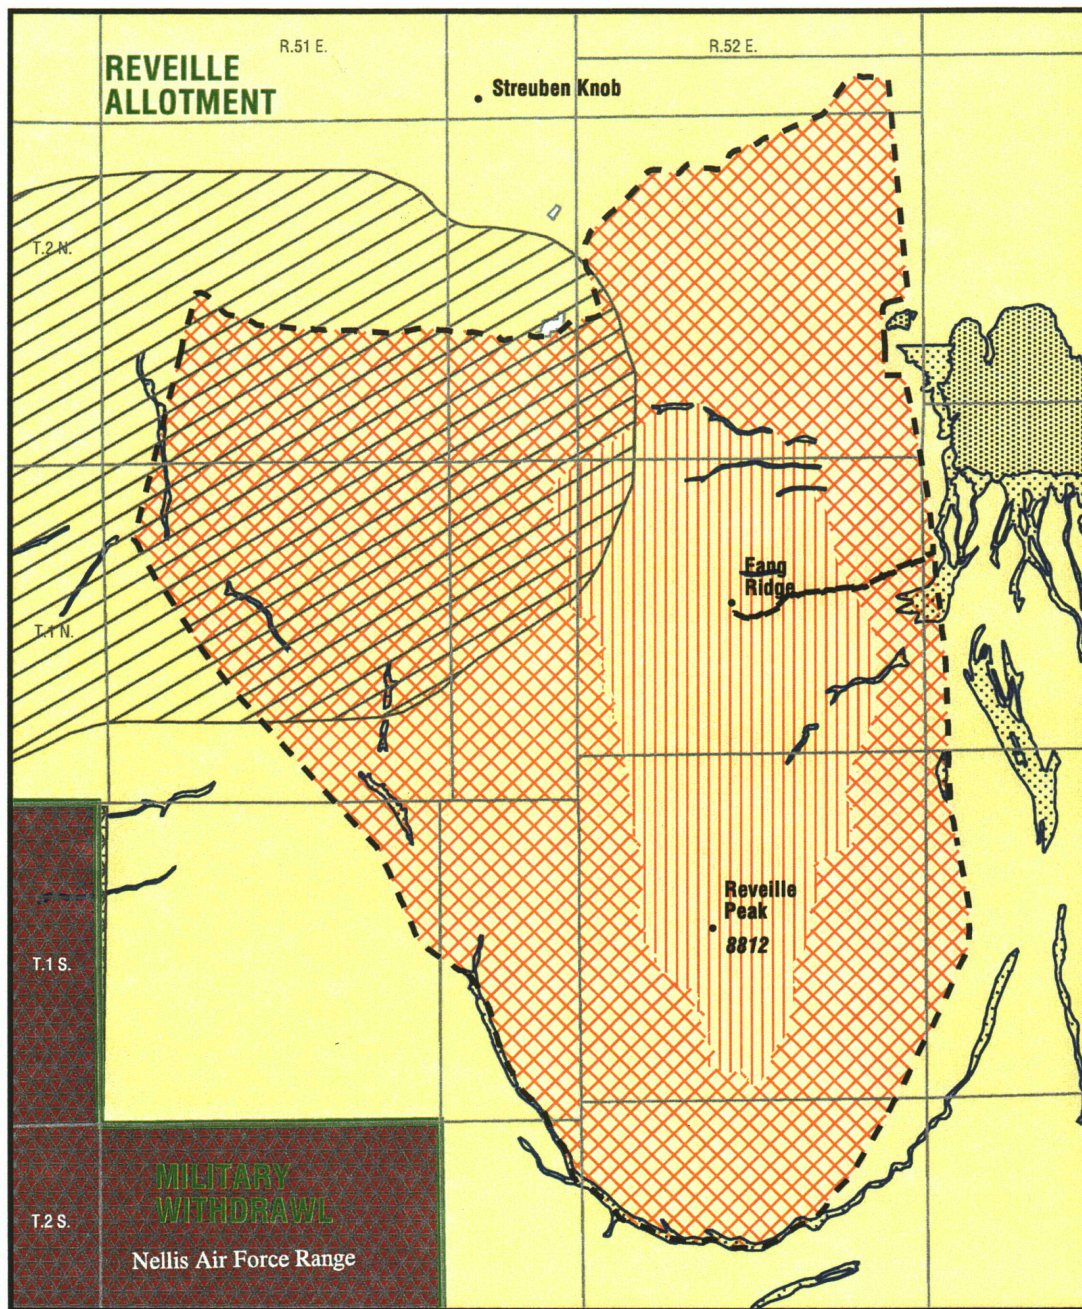 R.51 E.
R.52 E.
REVEILLE
ALLOTMENT
Streuben Knob
T.2 N.
Fang
Ridge
T.1 N.
Reveille
Peak
8812
T.1 S.
MILITARY
WITHDRAWL
T.2 S.
Nellis Air Force Range